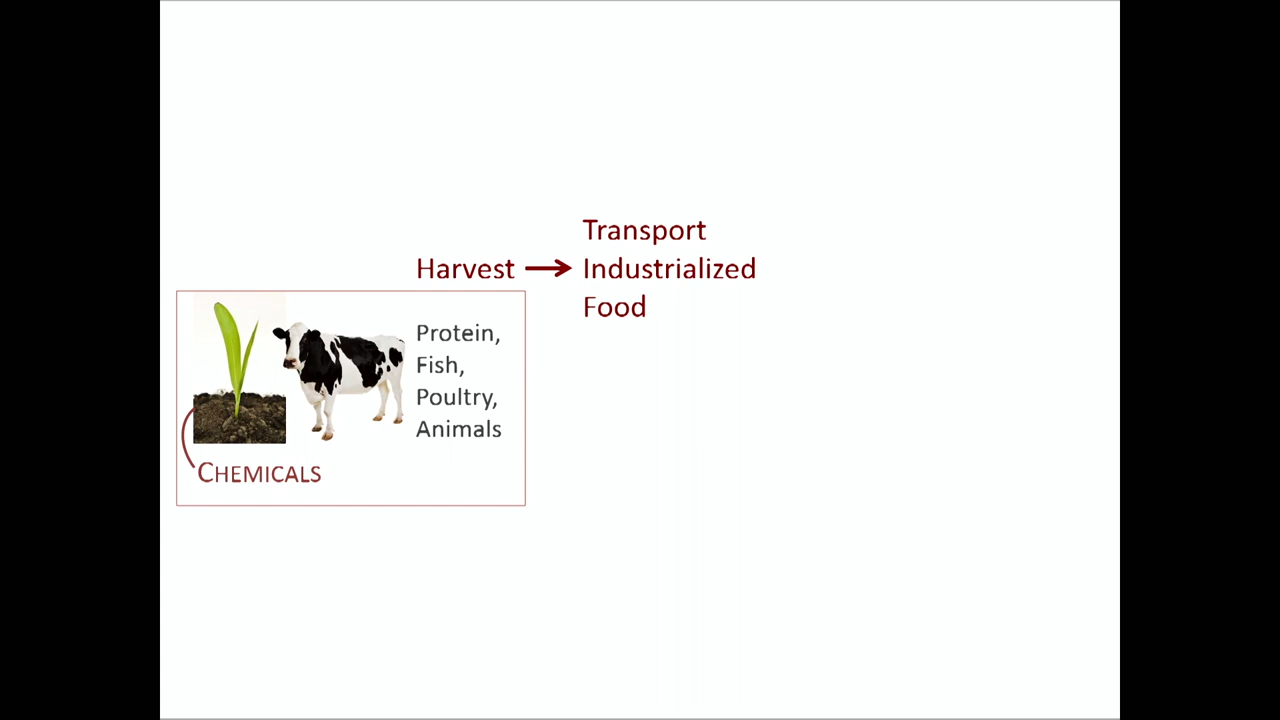 Transport
Harvest → Industrialized
Food
Protein,
Fish,
Poultry,
Animals
CHEMICALS